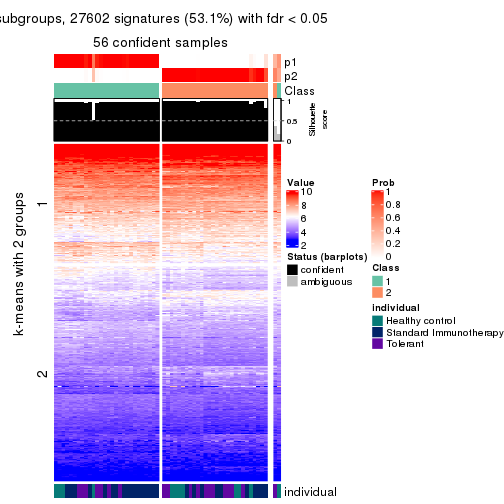 subgroups, 27602 signatures (53.1%) with fdr < 0.05
56 confident samples
p1
p2
Class
1
0.5
0
Silhouette
score
k-means with 2 groups
1
2
individual
Value
10
8
6
4
2
Status (barplots)
confident
ambiguous
Prob
1
0.8
0.6
0.4
0.2
0
Class
1
2
individual
Healthy control
Standard Immunotherapy
Tolerant